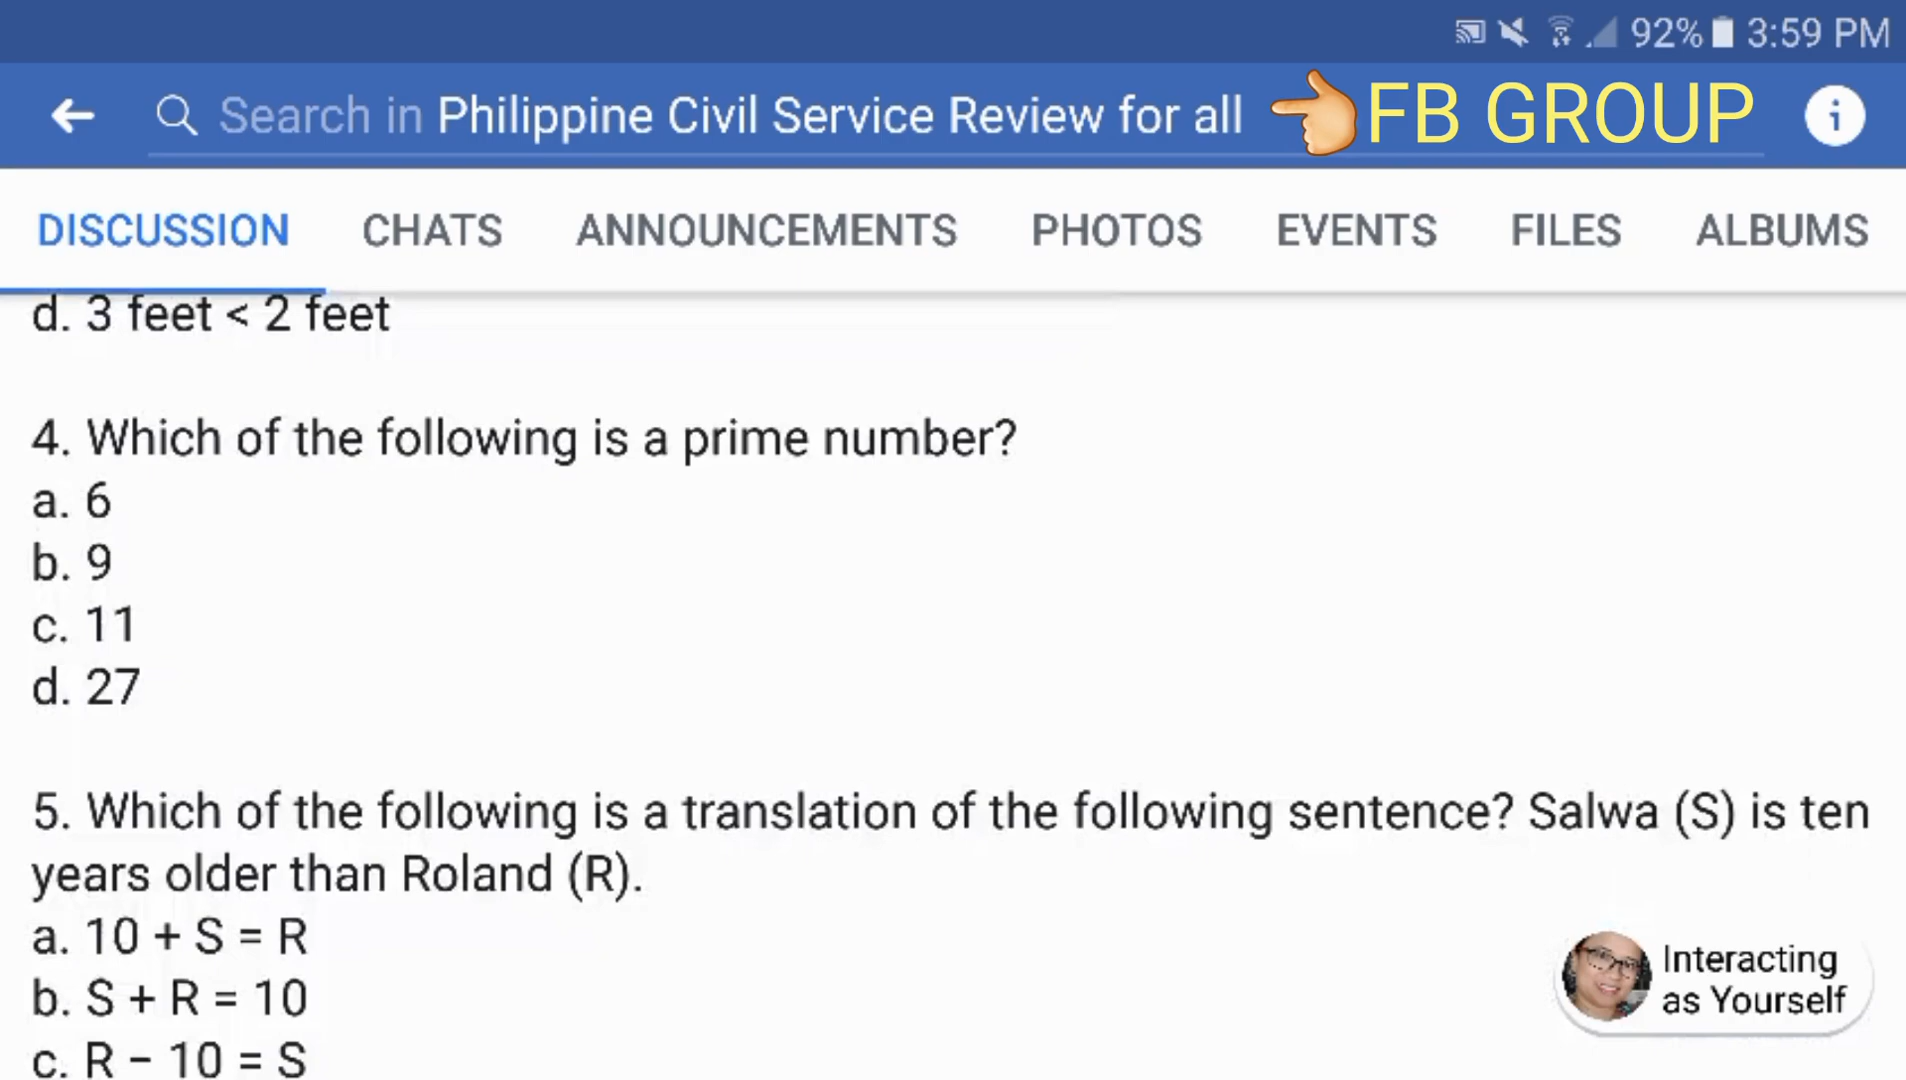 92% 3:59 PM
Search in Philippine Civil Service Review for all FB GROUP
DISCUSSION CHATS ANNOUNCEMENTS PHOTOS EVENTS FILES ALBUMS
d. 3 feet < 2 feet
4. Which of the following is a prime number?
a. 6
b. 9
c. 11
d. 27
5. Which of the following is a translation of the following sentence? Salwa (S) is ten
years older than Roland (R).
a. 10 + S = R
b. S + R = 10
c. R − 10 = S
Interacting
as Yourself